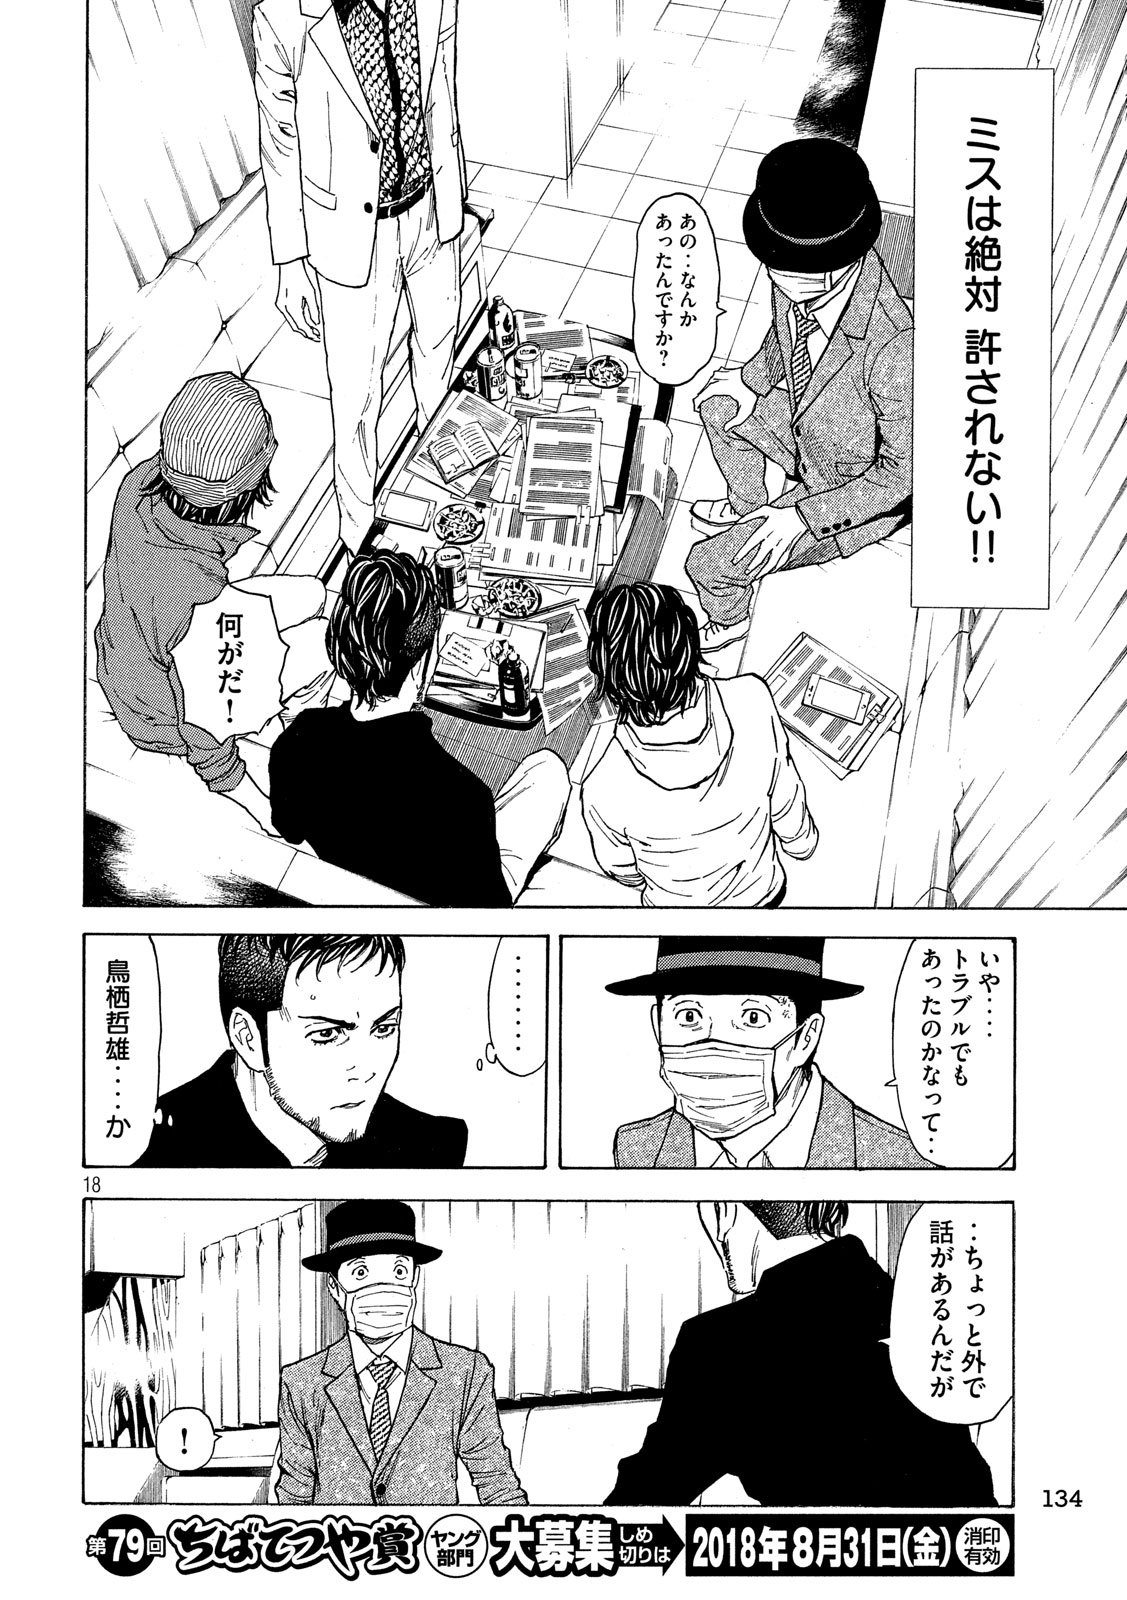 ミスは絶対 許されない!!
あの‥なんか
あったんですか?
何がだ!
いや‥‥
トラブルでも
あったのかなって‥
‥‥‥‥
鳥栖哲雄‥‥か
18
‥ちょっと外で
話があるんだが
!
134
第79回 ちばてつや賞 ヤング部門 大募集 しめ切りは 2018年8月31日(金) 消印有効